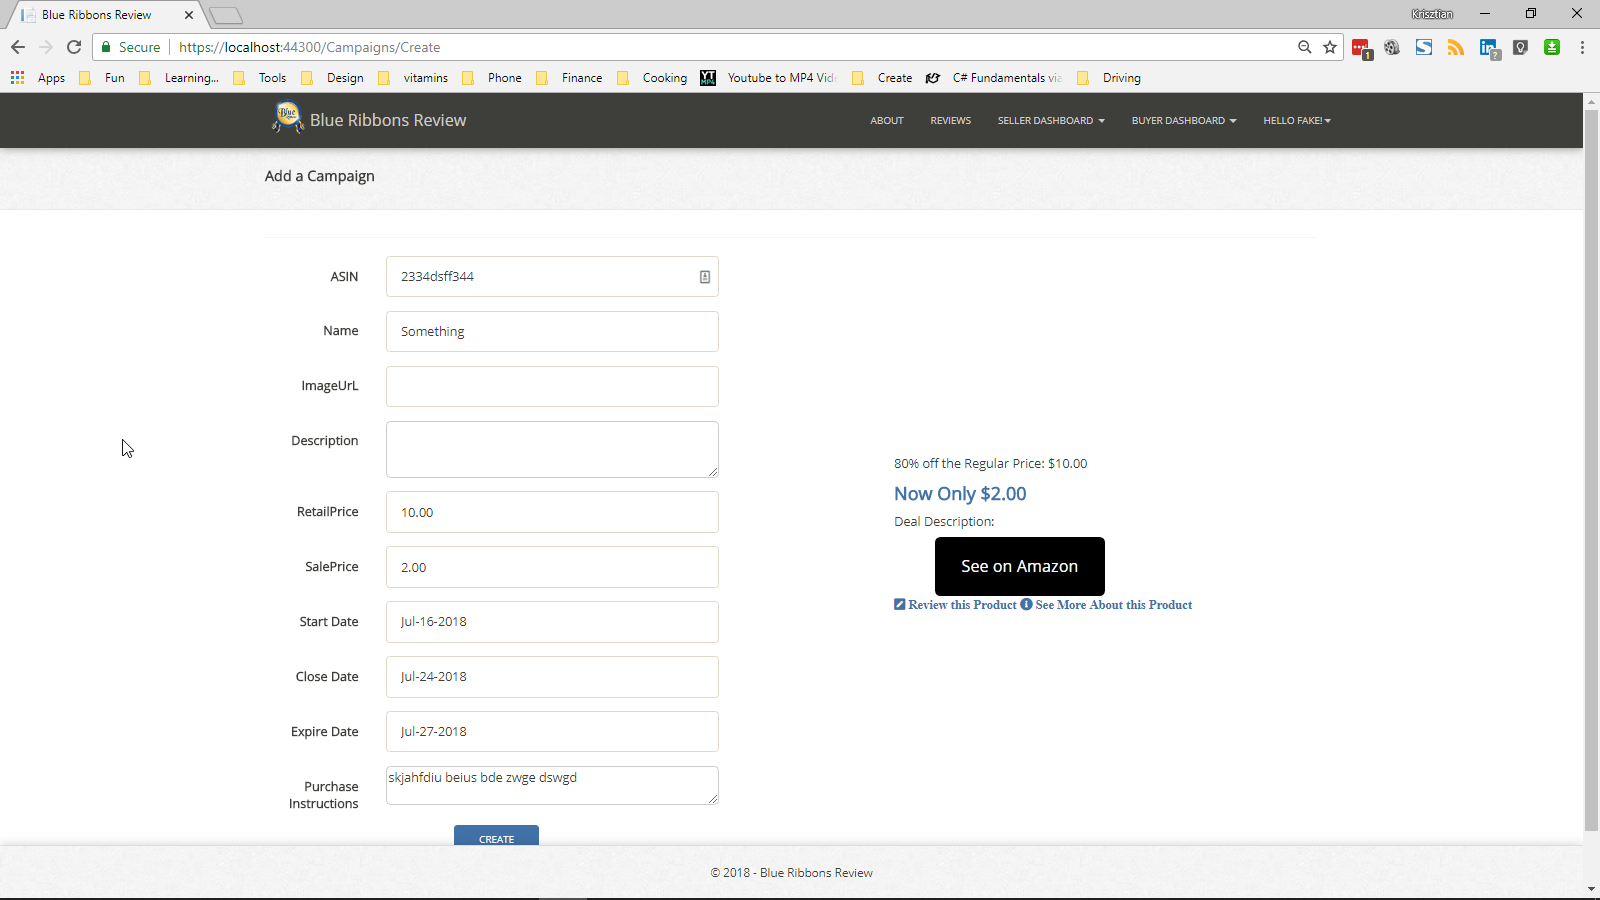 Blue Ribbons Review
Krisztian
Secure https://localhost:44300/Campaigns/Create
1
?
Apps Fun Learning... Tools Design vitamins Phone Finance Cooking Youtube to MP4 Vid Create C# Fundamentals via Driving
Blue Ribbons Review ABOUT REVIEWS SELLER DASHBOARD BUYER DASHBOARD HELLO FAKE!
Add a Campaign
ASIN 2334dsff344
Name Something
ImageUrL
Description
RetailPrice 10.00
SalePrice 2.00
Start Date Jul-16-2018
Close Date Jul-24-2018
Expire Date Jul-27-2018
Purchase Instructions skjahfdiu beius bde zwge dswgd
CREATE
80% off the Regular Price: $10.00
Now Only $2.00
Deal Description:
See on Amazon
Review this Product See More About this Product
© 2018 - Blue Ribbons Review